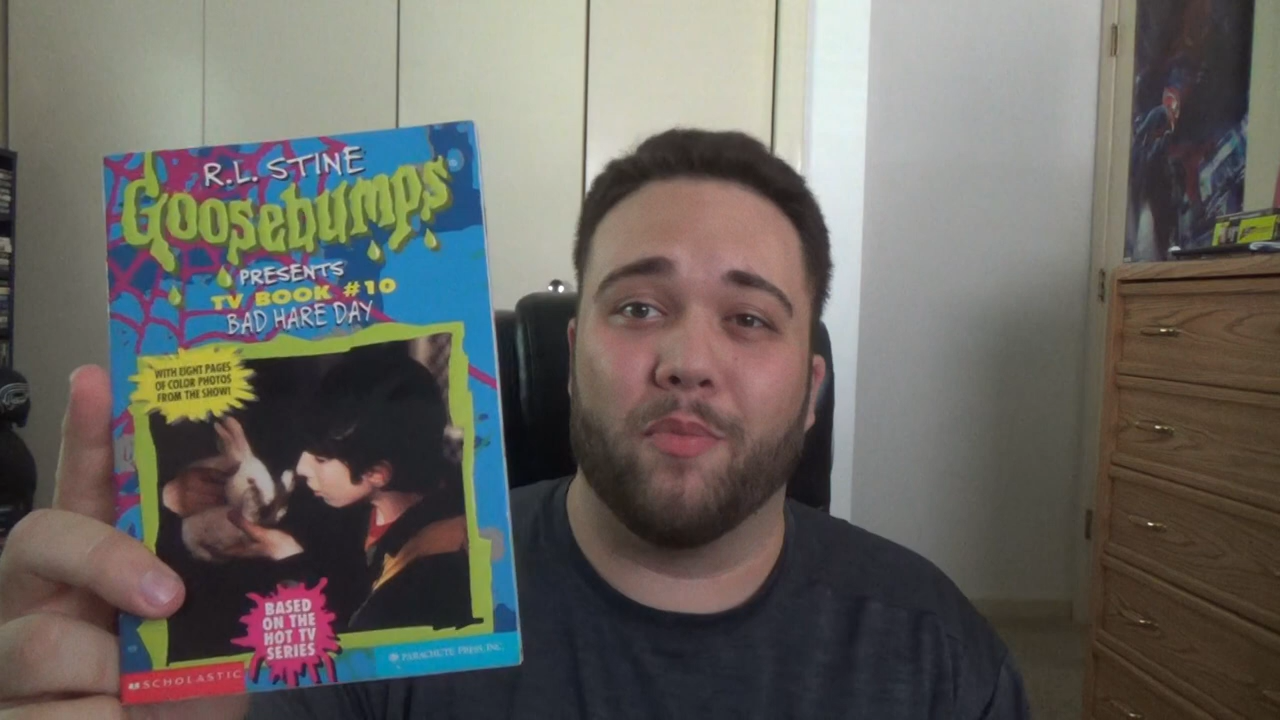 R.L. STINE
Goosebumps
PRESENTS
TV BOOK #10
BAD HARE DAY
WITH EIGHT PAGES
OF COLOR PHOTOS
FROM THE SHOW!
BASED
ON THE
HOT TV
SERIES
SCHOLASTIC
PARACHUTE PRESS, INC.